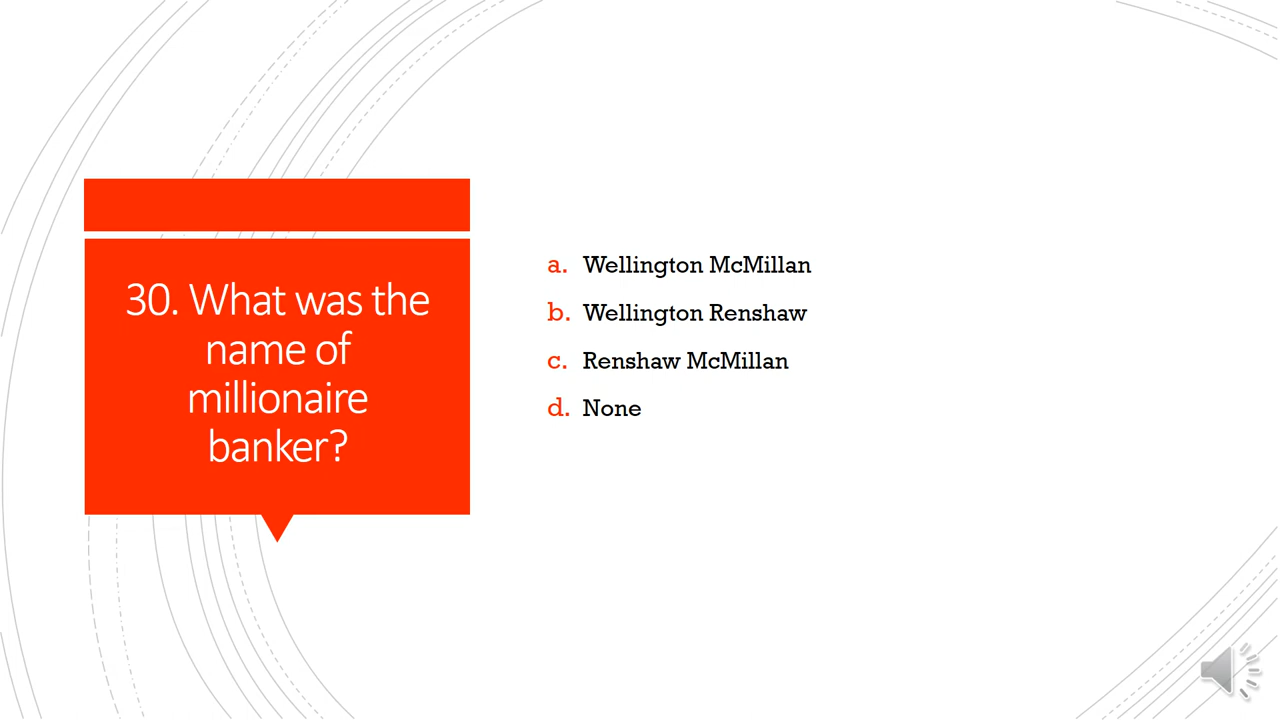 30. What was the
name of
millionaire
banker?
a. Wellington McMillan
b. Wellington Renshaw
c. Renshaw McMillan
d. None